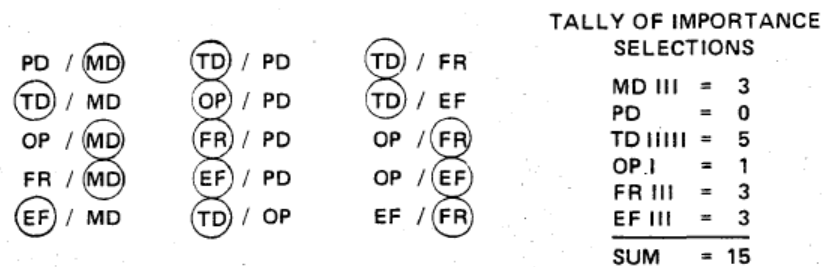 TALLY OF IMPORTANCE
SELECTIONS
PD / MD TD / PD TD / FR
TD / MD OP / PD TD / EF
OP / MD FR / PD OP / FR
FR / MD EF / PD OP / EF
EF / MD TD / OP EF / FR
MD III = 3
PD = 0
TD IIIII = 5
OP.I = 1
FR III = 3
EF III = 3
SUM = 15